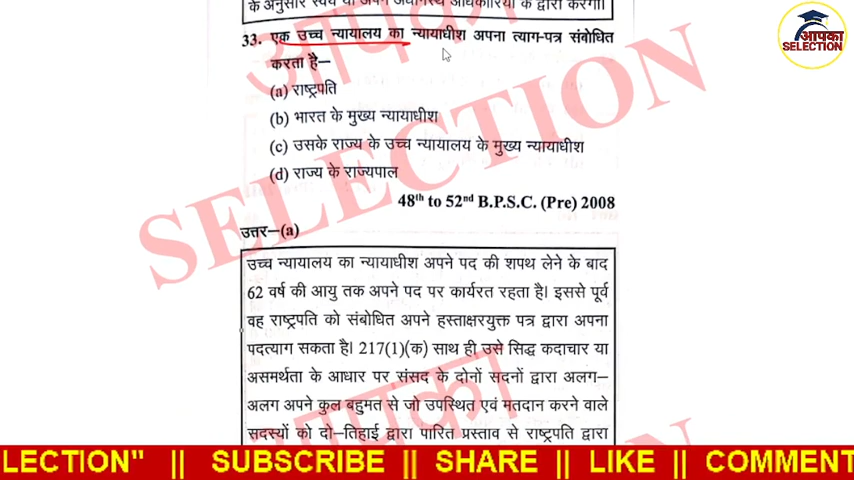 के अनुसार स्वयं या अपने अधीनस्थ अधिकारियों के द्वारा करेगा।
आपका
SELECTION
33. एक उच्च न्यायालय का न्यायाधीश अपना त्याग-पत्र संबोधित
करता है–
(a) राष्ट्रपति
(b) भारत के मुख्य न्यायाधीश
(c) उसके राज्य के उच्च न्यायालय के मुख्य न्यायाधीश
(d) राज्य के राज्यपाल
48th to 52nd B.P.S.C. (Pre) 2008
उत्तर–(a)
उच्च न्यायालय का न्यायाधीश अपने पद की शपथ लेने के बाद
62 वर्ष की आयु तक अपने पद पर कार्यरत रहता है। इससे पूर्व
वह राष्ट्रपति को संबोधित अपने हस्ताक्षरयुक्त पत्र द्वारा अपना
पदत्याग सकता है। 217(1)(क) साथ ही उसे सिद्ध कदाचार या
असमर्थता के आधार पर संसद के दोनों सदनों द्वारा अलग–
अलग अपने कुल बहुमत से जो उपस्थित एवं मतदान करने वाले
सदस्यों को दो–तिहाई द्वारा पारित प्रस्ताव से राष्ट्रपति द्वारा
आपका
SELECTION
आपका
LECTION" || SUBSCRIBE || SHARE || LIKE || COMMENT